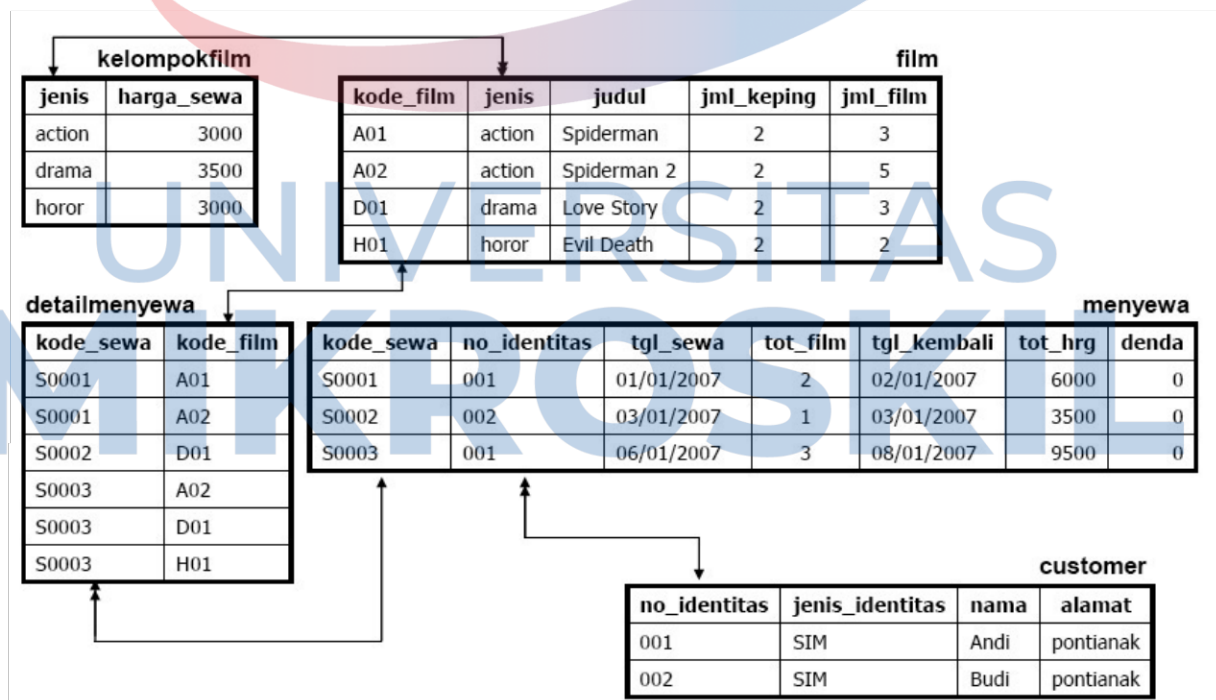 kelompokfilm
jenis harga_sewa
action 3000
drama 3500
horor 3000
film
kode_film jenis judul jml_keping jml_film
A01 action Spiderman 2 3
A02 action Spiderman 2 2 5
D01 drama Love Story 2 3
H01 horor Evil Death 2 2
UNIVERSITAS
MIKROSKIL
detailmenyewa
kode_sewa kode_film
S0001 A01
S0001 A02
S0002 D01
S0003 A02
S0003 D01
S0003 H01
menyewa
kode_sewa no_identitas tgl_sewa tot_film tgl_kembali tot_hrg denda
S0001 001 01/01/2007 2 02/01/2007 6000 0
S0002 002 03/01/2007 1 03/01/2007 3500 0
S0003 001 06/01/2007 3 08/01/2007 9500 0
customer
no_identitas jenis_identitas nama alamat
001 SIM Andi pontianak
002 SIM Budi pontianak